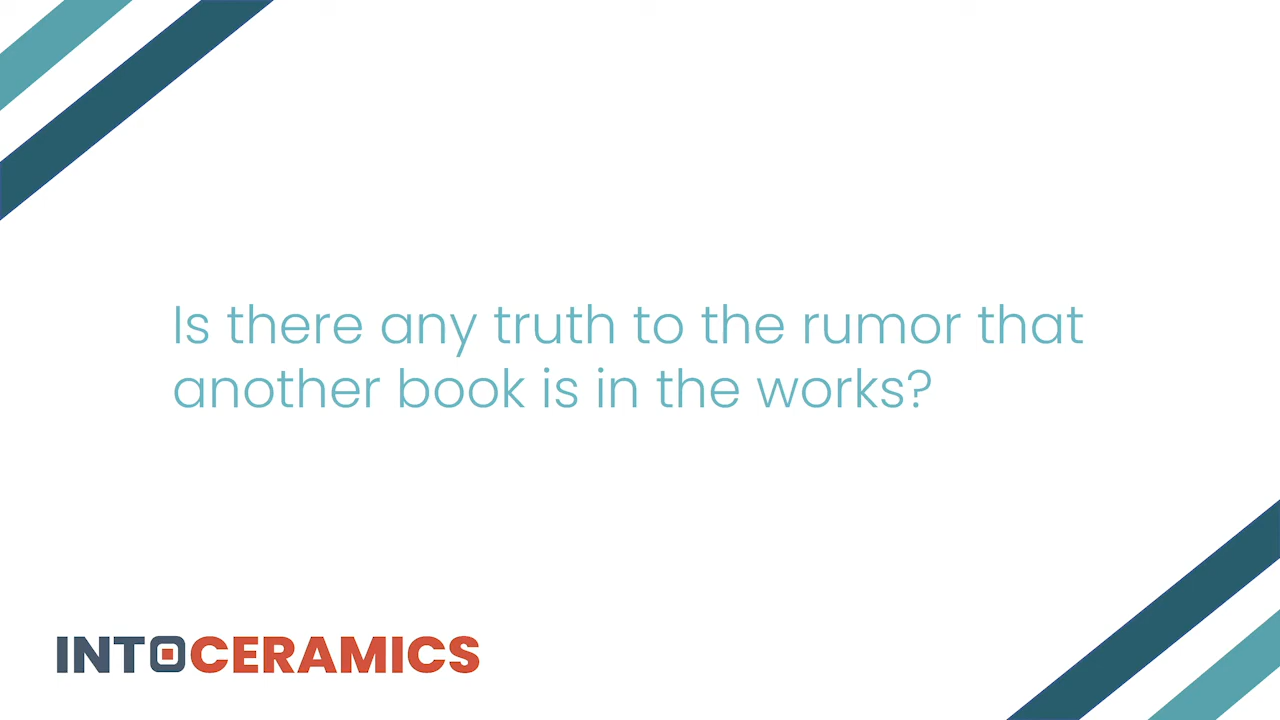 Is there any truth to the rumor that
another book is in the works?
INTOCERAMICS